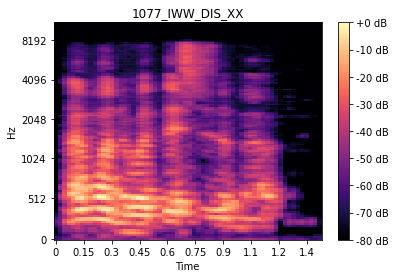 1077_IWW_DIS_XX
+0 dB
8192
-10 dB
4096
-20 dB
-30 dB
2048
Hz
-40 dB
1024
-50 dB
512
-60 dB
-70 dB
0
-80 dB
0 0.15 0.3 0.45 0.6 0.75 0.9 1.1 1.2 1.4
Time